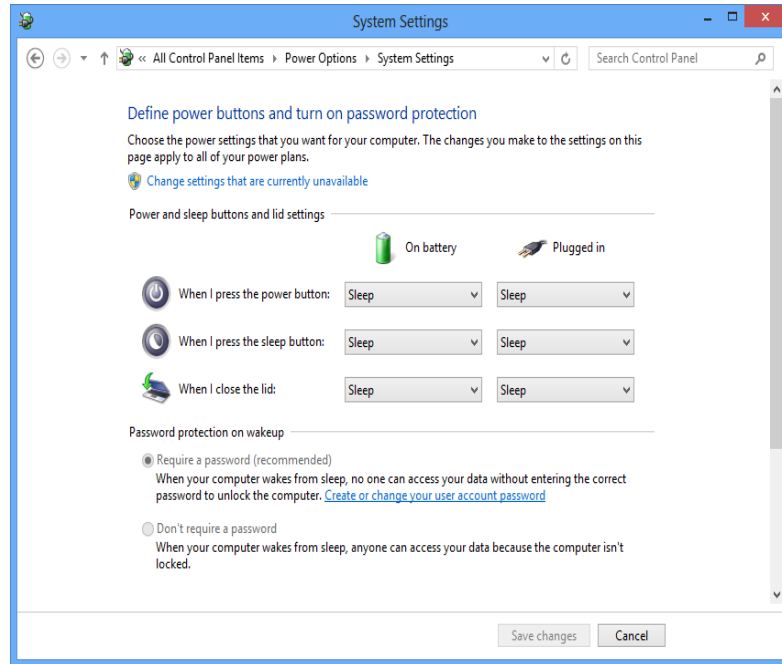 System Settings
« All Control Panel Items Power Options System Settings Search Control Panel
Define power buttons and turn on password protection
Choose the power settings that you want for your computer. The changes you make to the settings on this
page apply to all of your power plans.
Change settings that are currently unavailable
Power and sleep buttons and lid settings
On battery Plugged in
When I press the power button: Sleep Sleep
When I press the sleep button: Sleep Sleep
When I close the lid: Sleep Sleep
Password protection on wakeup
Require a password (recommended)
When your computer wakes from sleep, no one can access your data without entering the correct
password to unlock the computer. Create or change your user account password
Don't require a password
When your computer wakes from sleep, anyone can access your data because the computer isn't
locked.
Save changes Cancel